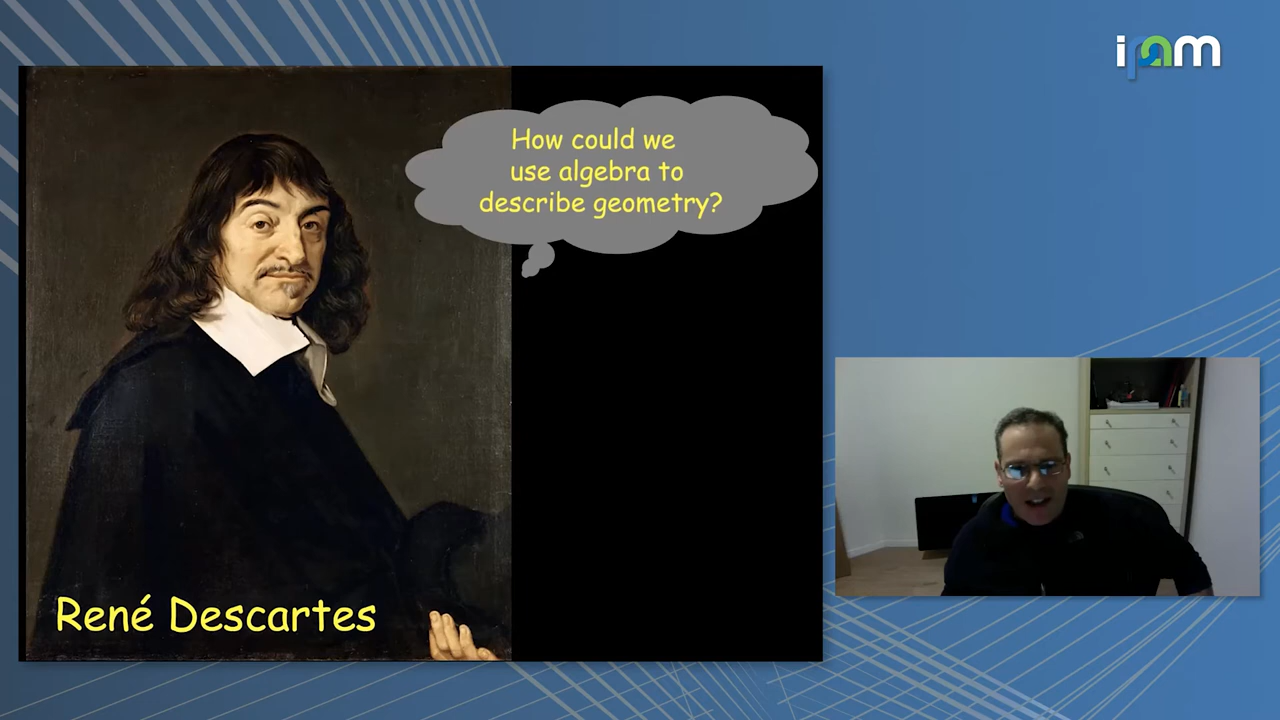 ipam
How could we
use algebra to
describe geometry?
René Descartes